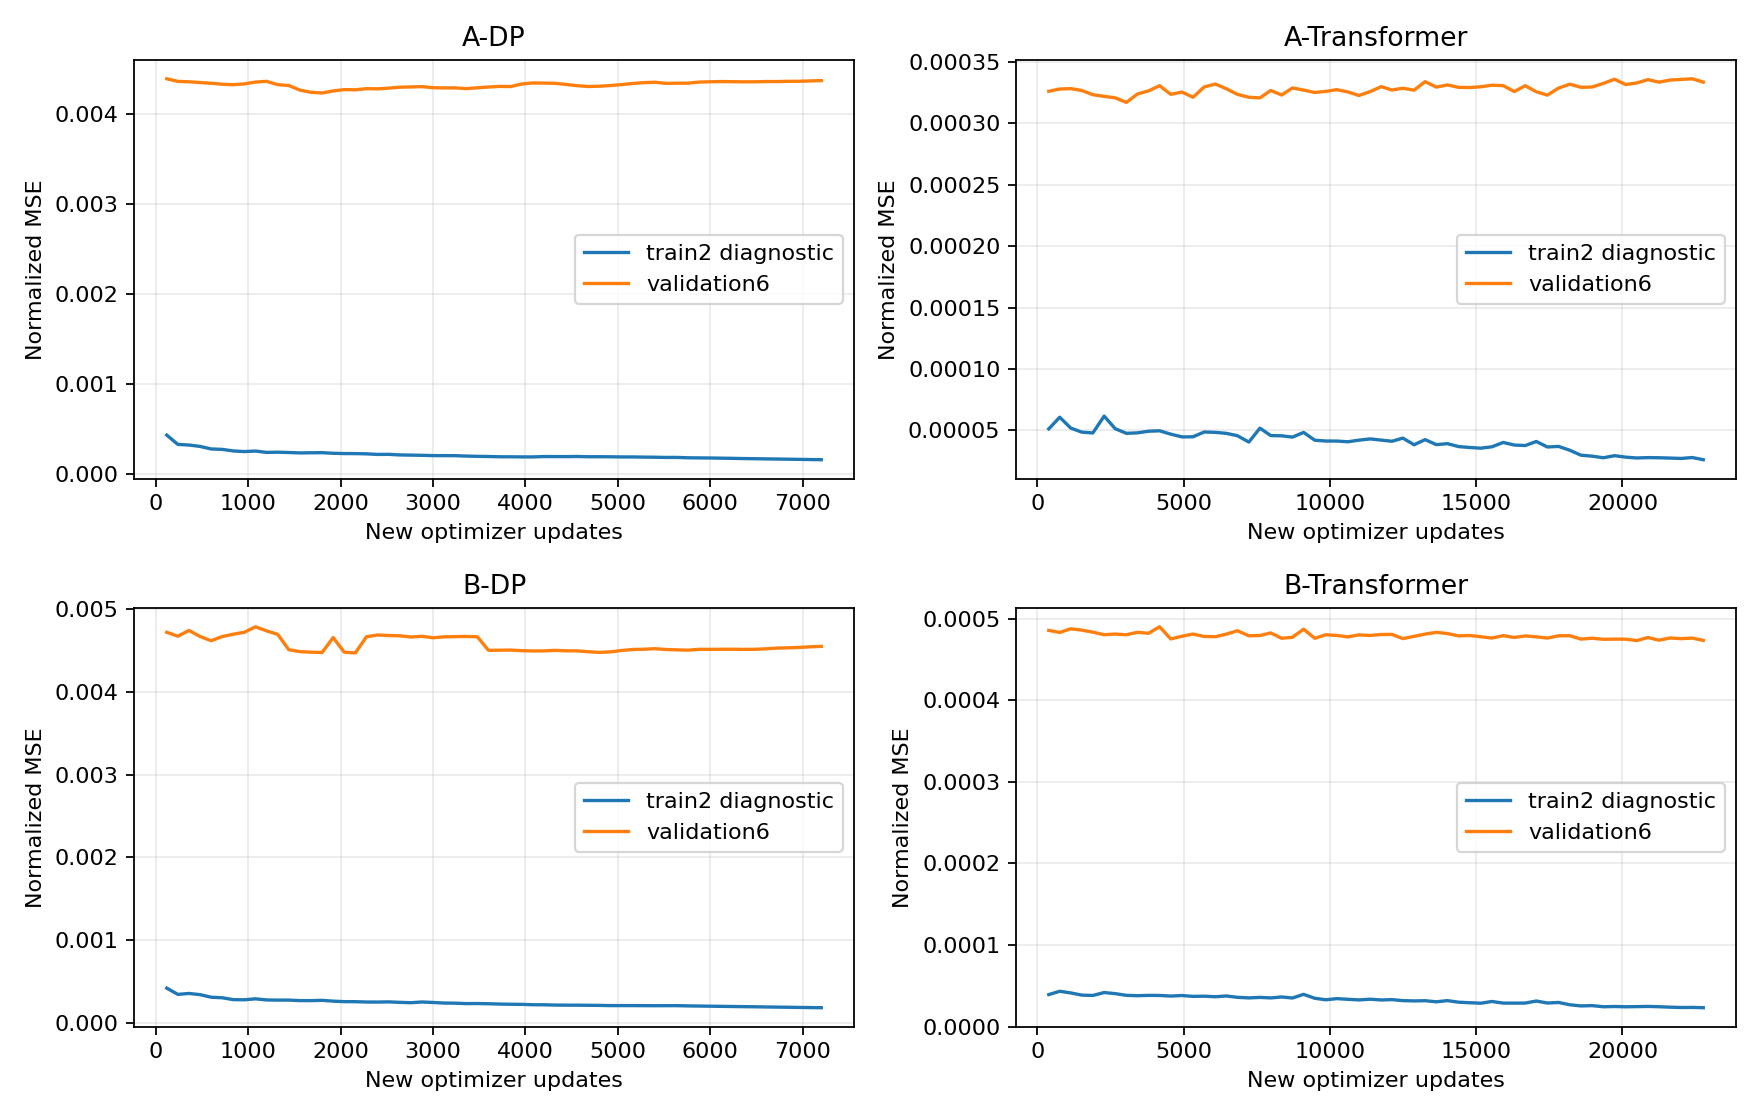 A-DP
Normalized MSE
0.004
0.003
0.002
0.001
0.000
train2 diagnostic
validation6
0 1000 2000 3000 4000 5000 6000 7000
New optimizer updates
A-Transformer
Normalized MSE
0.00035
0.00030
0.00025
0.00020
0.00015
0.00010
0.00005
train2 diagnostic
validation6
0 5000 10000 15000 20000
New optimizer updates
B-DP
Normalized MSE
0.005
0.004
0.003
0.002
0.001
0.000
train2 diagnostic
validation6
0 1000 2000 3000 4000 5000 6000 7000
New optimizer updates
B-Transformer
Normalized MSE
0.0005
0.0004
0.0003
0.0002
0.0001
0.0000
train2 diagnostic
validation6
0 5000 10000 15000 20000
New optimizer updates